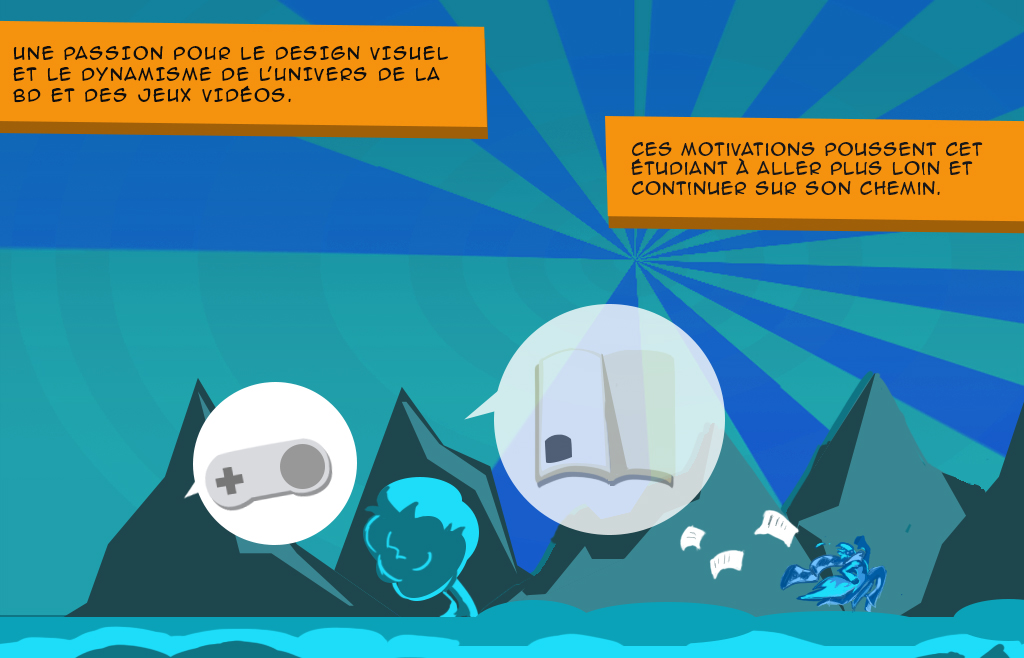 UNE PASSION POUR LE DESIGN VISUEL
ET LE DYNAMISME DE L'UNIVERS DE LA
BD ET DES JEUX VIDÉOS.
CES MOTIVATIONS POUSSENT CET
ÉTUDIANT À ALLER PLUS LOIN ET
CONTINUER SUR SON CHEMIN.